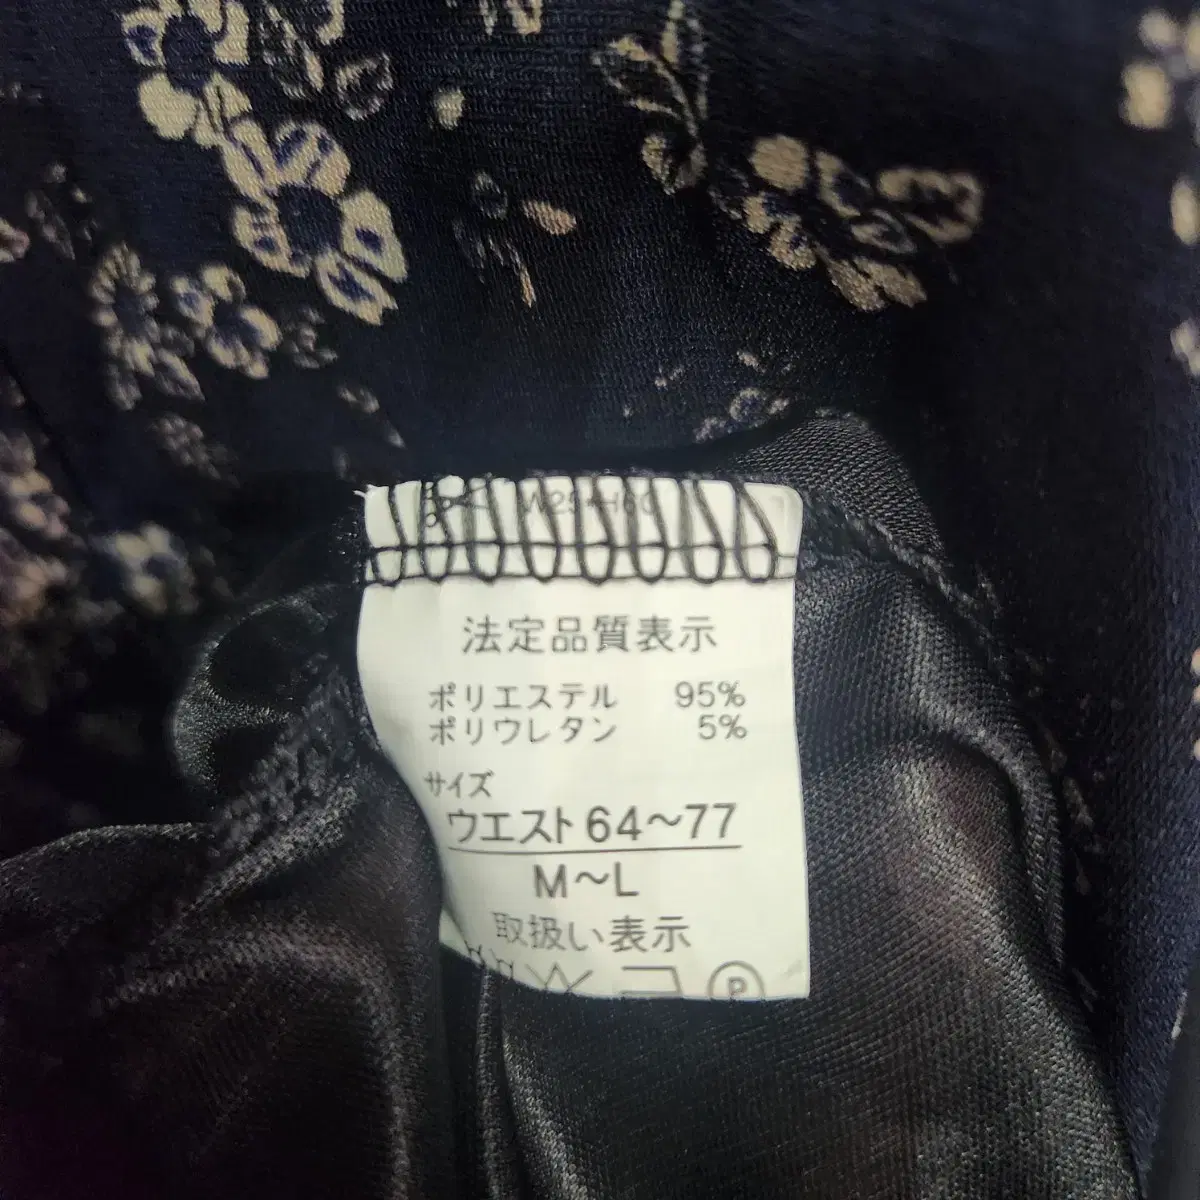 法定品質表示
ポリエステル 95%
ポリウレタン 5%
サイズ
ウエスト64〜77
M〜L
取扱い表示
P